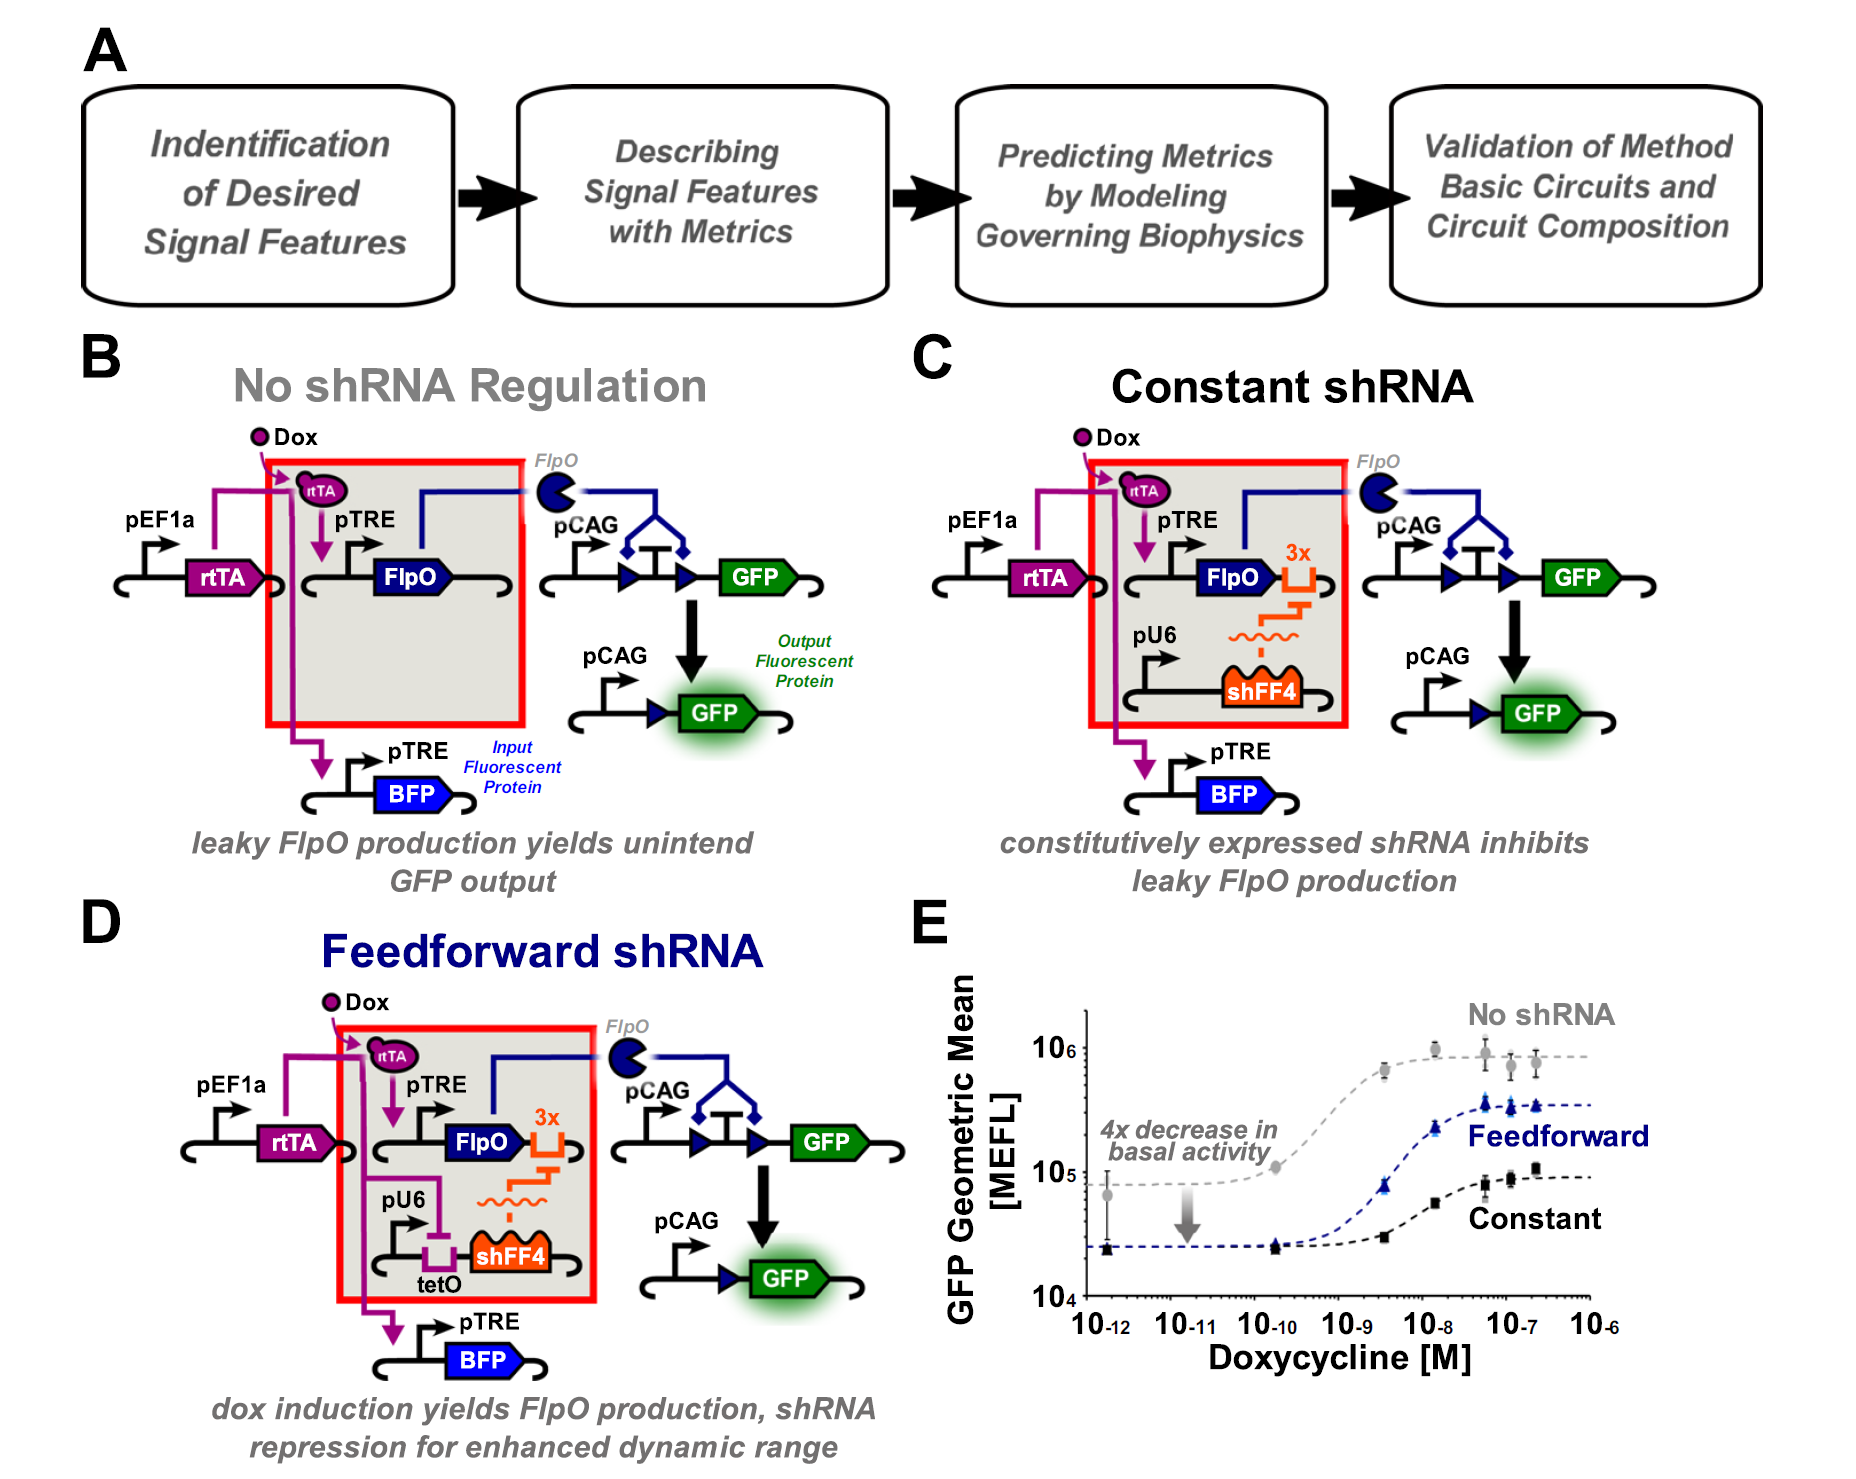 A
Indentification
of Desired
Signal Features
Describing
Signal Features
with Metrics
Predicting Metrics
by Modeling
Governing Biophysics
Validation of Method
Basic Circuits and
Circuit Composition
B
No shRNA Regulation
Dox
FlpO
rtTA
pEF1a
pTRE
pCAG
rtTA
FlpO
GFP
pCAG
Output
Fluorescent
Protein
GFP
pTRE
Input
Fluorescent
Protein
BFP
leaky FlpO production yields unintend
GFP output
C
Constant shRNA
Dox
FlpO
rtTA
pEF1a
pTRE
pCAG
3x
rtTA
FlpO
GFP
pU6
pCAG
shFF4
GFP
pTRE
BFP
constitutively expressed shRNA inhibits
leaky FlpO production
D
Feedforward shRNA
Dox
FlpO
rtTA
pEF1a
pTRE
pCAG
3x
rtTA
FlpO
GFP
pU6
pCAG
shFF4
tetO
GFP
pTRE
BFP
dox induction yields FlpO production, shRNA
repression for enhanced dynamic range
E
GFP Geometric Mean
[MEFL]
No shRNA
10^6
4x decrease in
basal activity
Feedforward
10^5
Constant
10^4
10-12 10-11 10-10 10-9 10-8 10-7 10-6
Doxycycline [M]